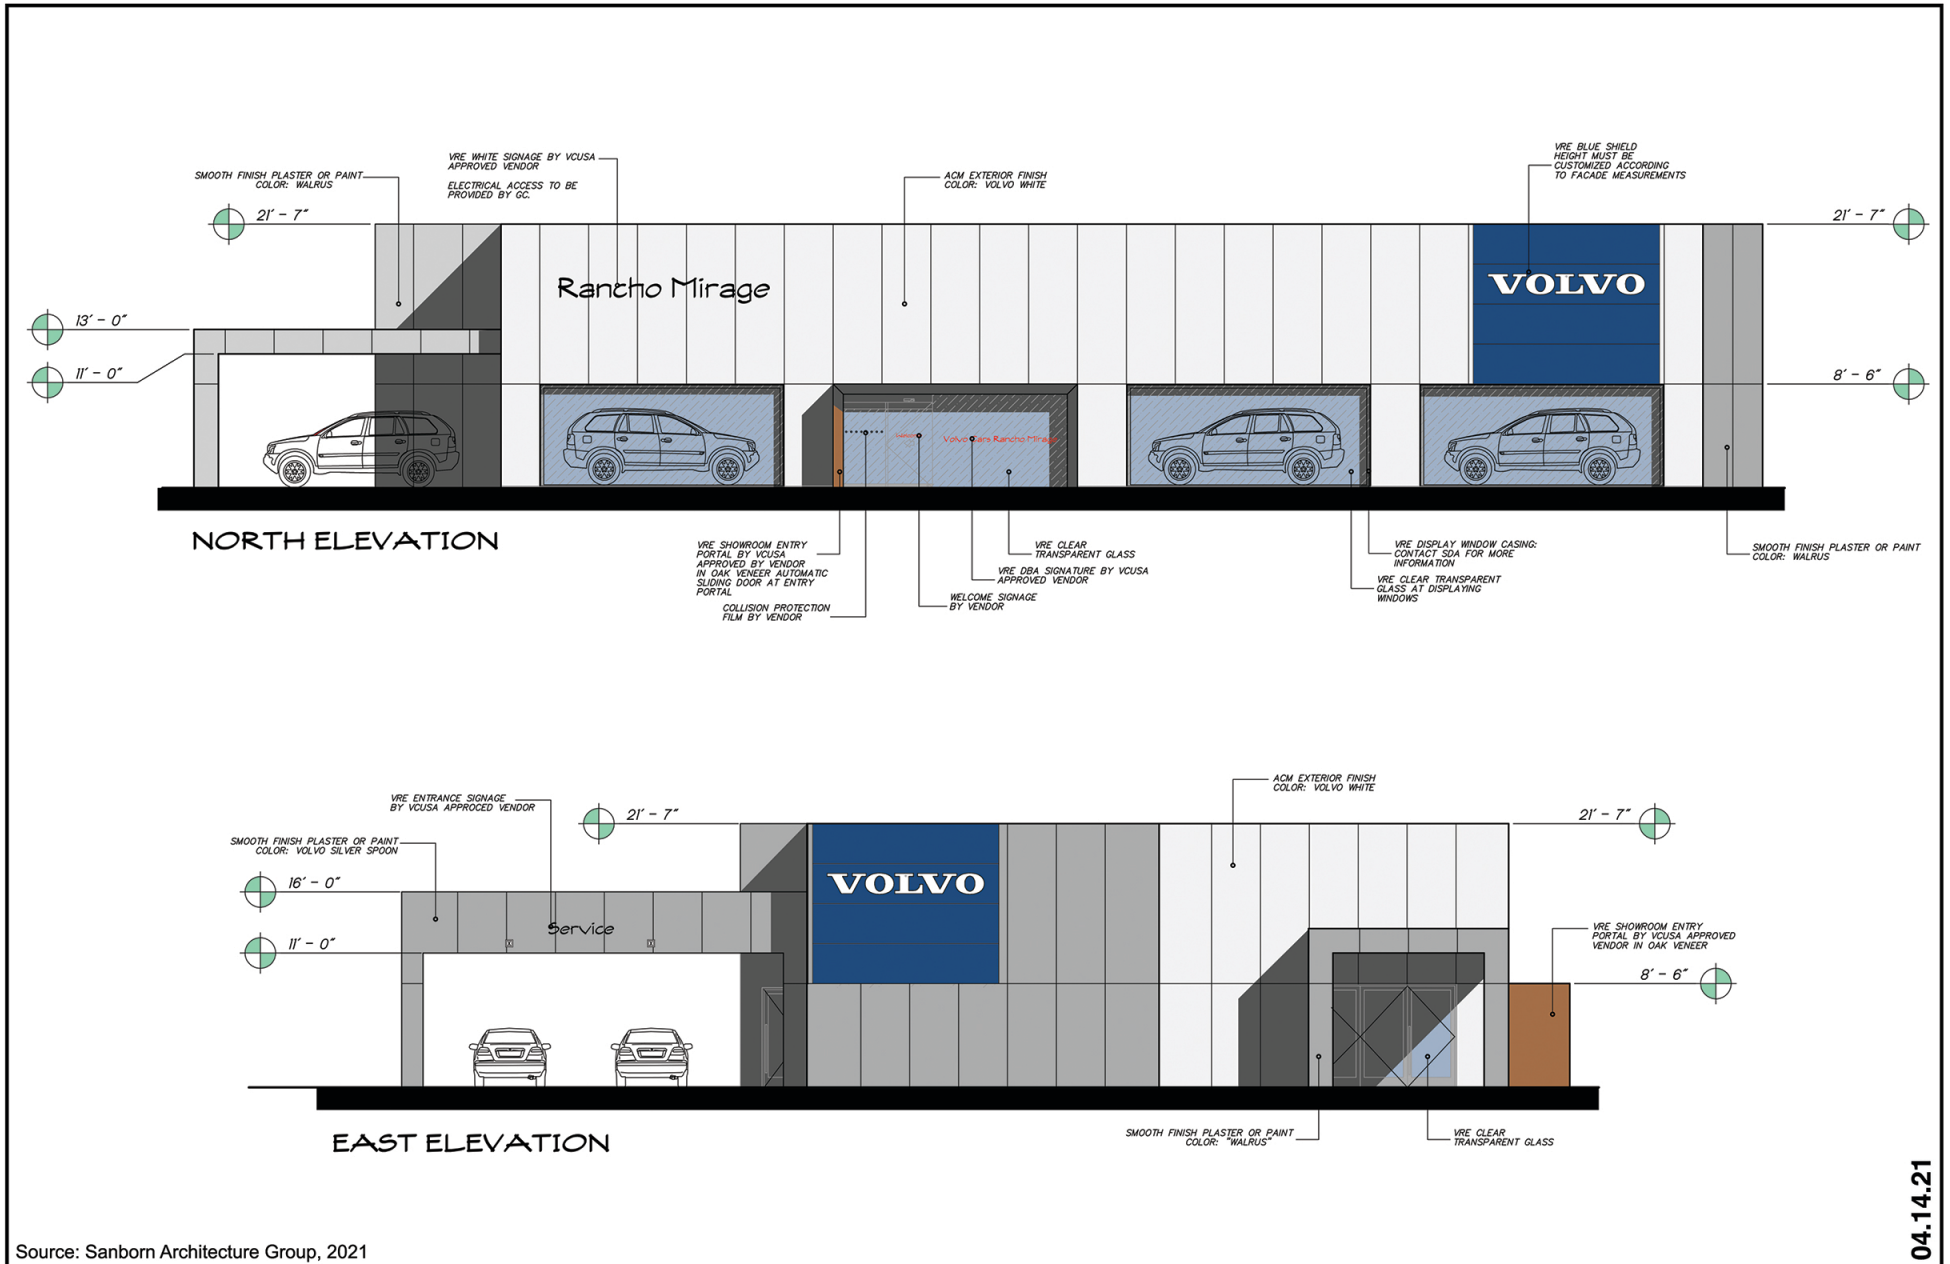 VRE WHITE SIGNAGE BY VCUSA
APPROVED VENDOR
ELECTRICAL ACCESS TO BE
PROVIDED BY GC.
SMOOTH FINISH PLASTER OR PAINT
COLOR: WALRUS
ACM EXTERIOR FINISH
COLOR: VOLVO WHITE
VRE BLUE SHIELD
HEIGHT MUST BE
CUSTOMIZED ACCORDING
TO FACADE MEASUREMENTS
21' - 7"
21' - 7"
13' - 0"
11' - 0"
8' - 6"
Rancho Mirage
VOLVO
Volvo Cars Rancho Mirage
NORTH ELEVATION
VRE SHOWROOM ENTRY
PORTAL BY VCUSA
APPROVED BY VENDOR
IN OAK VENEER AUTOMATIC
SLIDING DOOR AT ENTRY
PORTAL
COLLISION PROTECTION
FILM BY VENDOR
VRE CLEAR
TRANSPARENT GLASS
VRE DBA SIGNATURE BY VCUSA
APPROVED VENDOR
WELCOME SIGNAGE
BY VENDOR
VRE DISPLAY WINDOW CASING:
CONTACT SDA FOR MORE
INFORMATION
VRE CLEAR TRANSPARENT
GLASS AT DISPLAYING
WINDOWS
SMOOTH FINISH PLASTER OR PAINT
COLOR: WALRUS
VRE ENTRANCE SIGNAGE
BY VCUSA APPROCED VENDOR
SMOOTH FINISH PLASTER OR PAINT
COLOR: VOLVO SILVER SPOON
ACM EXTERIOR FINISH
COLOR: VOLVO WHITE
21' - 7"
21' - 7"
16' - 0"
11' - 0"
8' - 6"
Service
VOLVO
VRE SHOWROOM ENTRY
PORTAL BY VCUSA APPROVED
VENDOR IN OAK VENEER
EAST ELEVATION
SMOOTH FINISH PLASTER OR PAINT
COLOR: "WALRUS"
VRE CLEAR
TRANSPARENT GLASS
04.14.21
Source: Sanborn Architecture Group, 2021